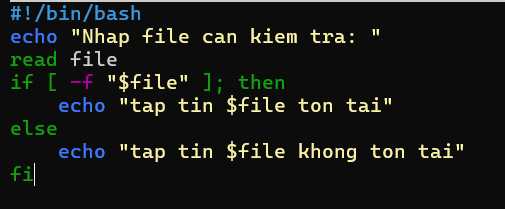 #!/bin/bash
echo "Nhap file can kiem tra: "
read file
if [ -f "$file" ]; then
    echo "tap tin $file ton tai"
else
    echo "tap tin $file khong ton tai"
fi